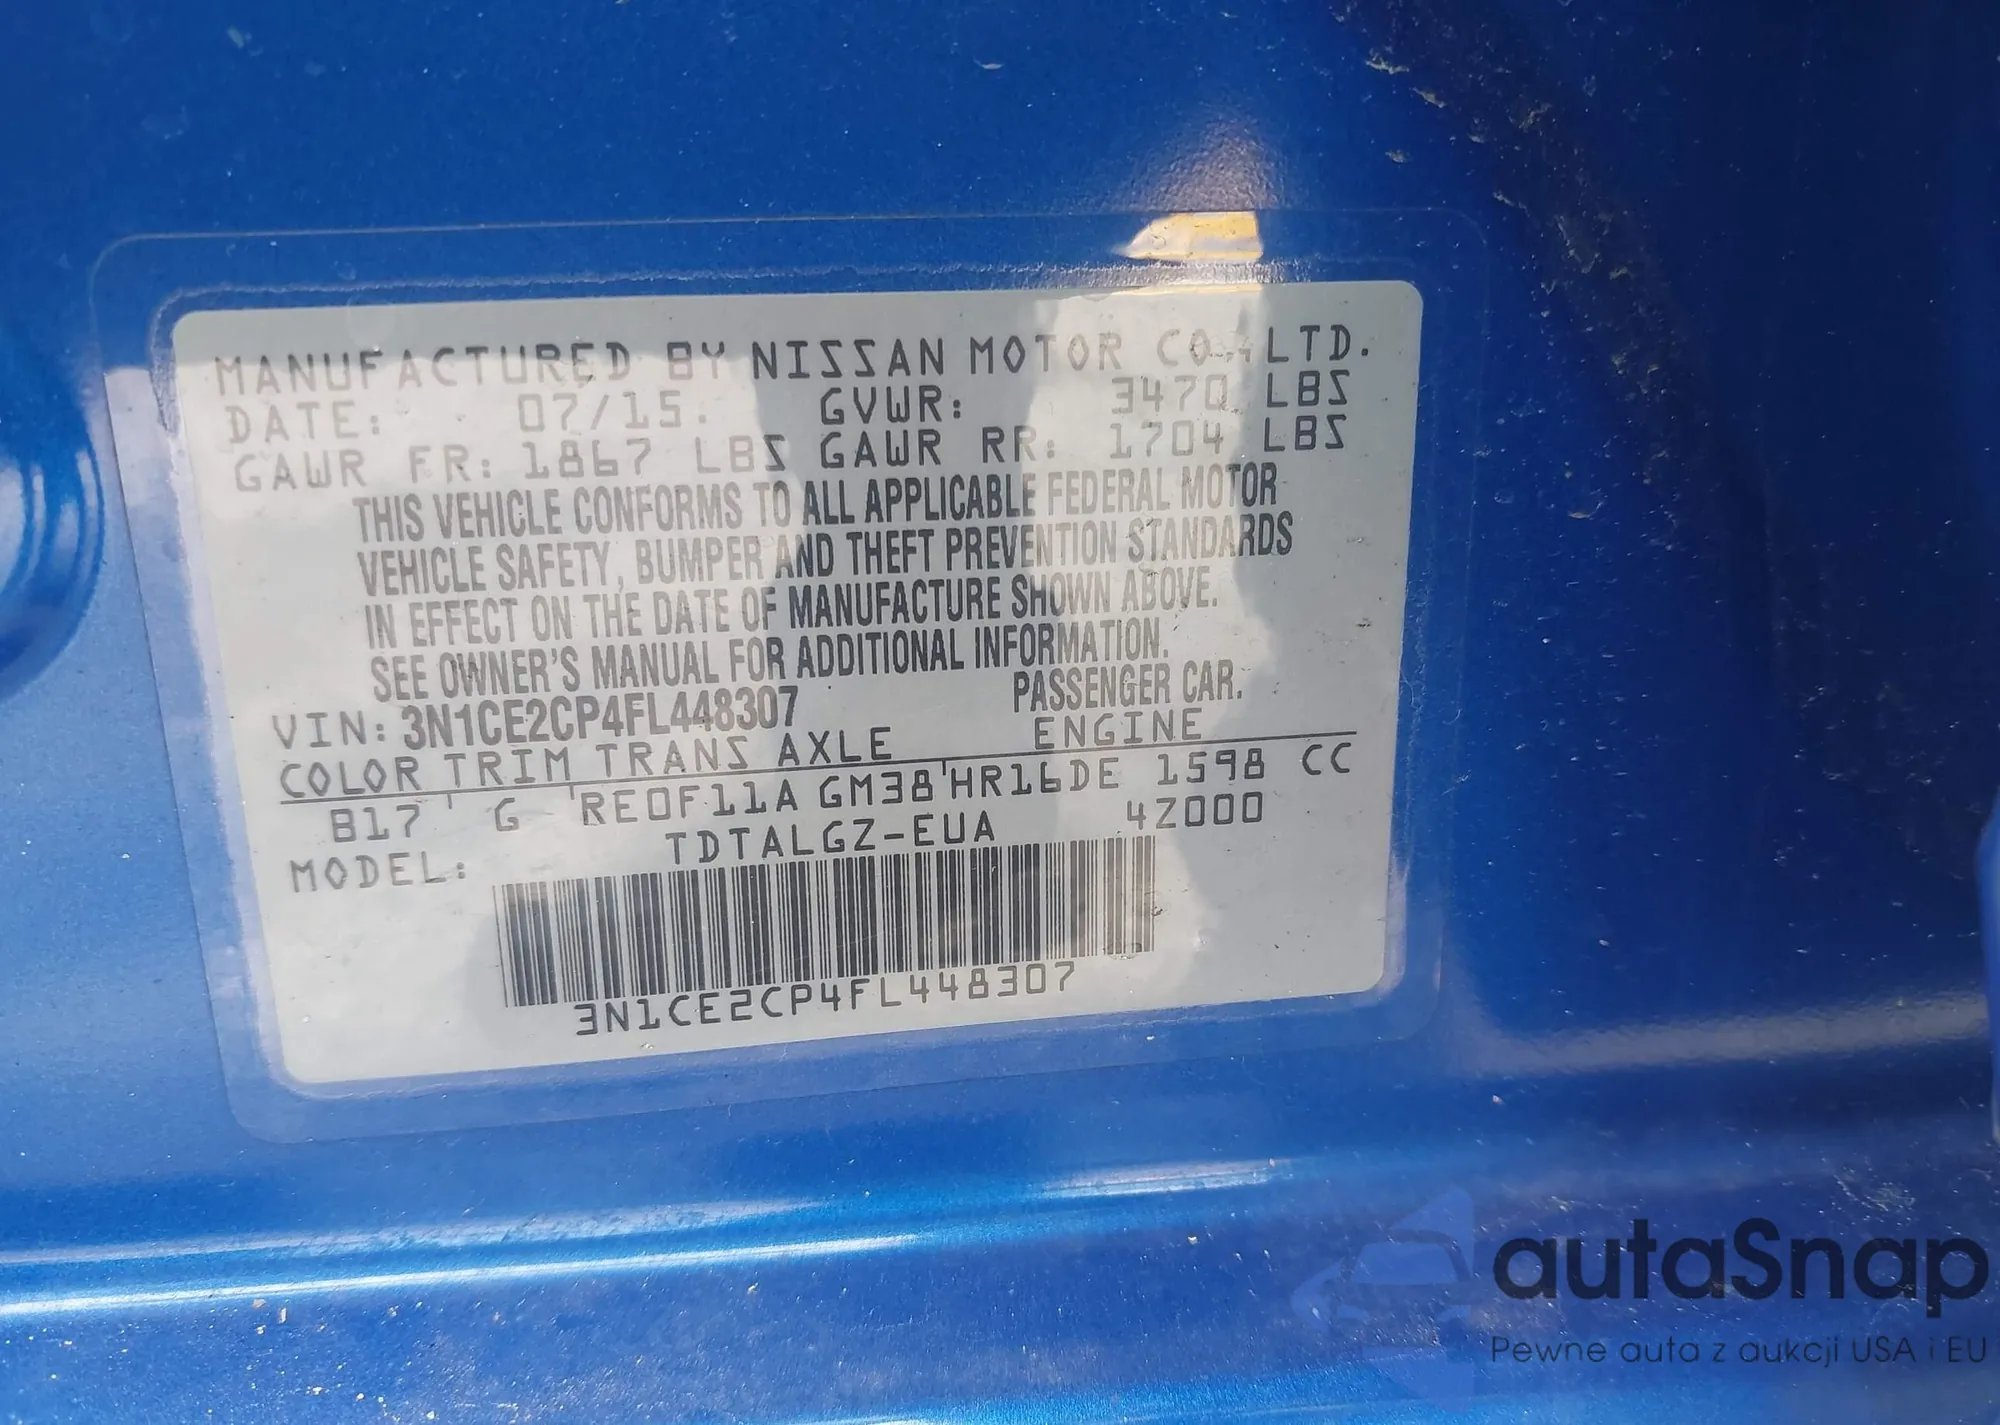 MANUFACTURED BY NISSAN MOTOR CO., LTD.
DATE: 07/15. GVWR: 3470 LBS
GAWR FR: 1867 LBS GAWR RR: 1704 LBS
THIS VEHICLE CONFORMS TO ALL APPLICABLE FEDERAL MOTOR
VEHICLE SAFETY, BUMPER AND THEFT PREVENTION STANDARDS
IN EFFECT ON THE DATE OF MANUFACTURE SHOWN ABOVE.
SEE OWNER'S MANUAL FOR ADDITIONAL INFORMATION.
VIN: 3N1CE2CP4FL448307 PASSENGER CAR.
COLOR TRIM TRANS AXLE ENGINE
B17 G RE0F11A GM38 HR16DE 1598 CC
MODEL: TDTALGZ-EUA 4Z000
3N1CE2CP4FL448307
autaSnap
Pewne auta z aukcji USA i EU